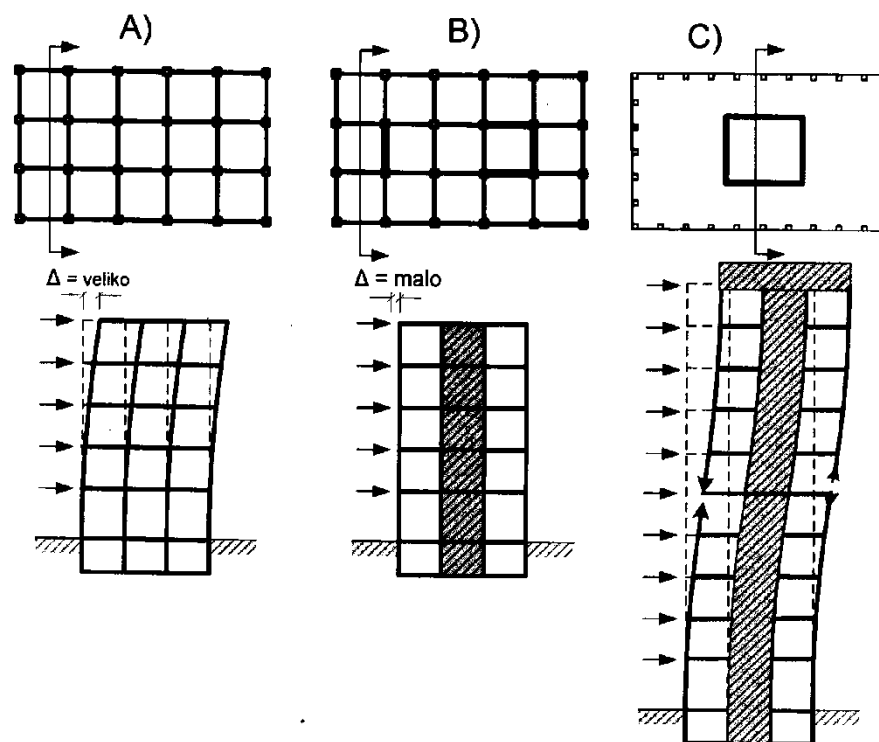 A)
B)
C)
Δ = veliko
Δ = malo